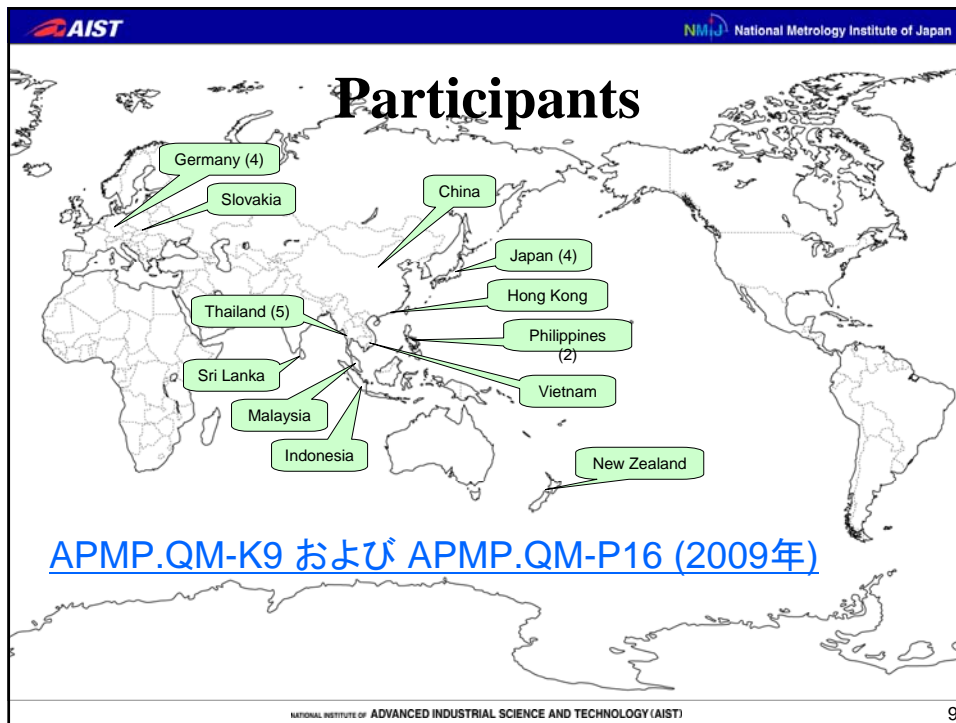 AIST
NMIJ National Metrology Institute of Japan
Participants
Germany (4)
Slovakia
China
Japan (4)
Hong Kong
Thailand (5)
Philippines
(2)
Sri Lanka
Vietnam
Malaysia
Indonesia
New Zealand
APMP.QM-K9 および APMP.QM-P16 (2009年)
NATIONAL INSTITUTE OF ADVANCED INDUSTRIAL SCIENCE AND TECHNOLOGY (AIST)
9